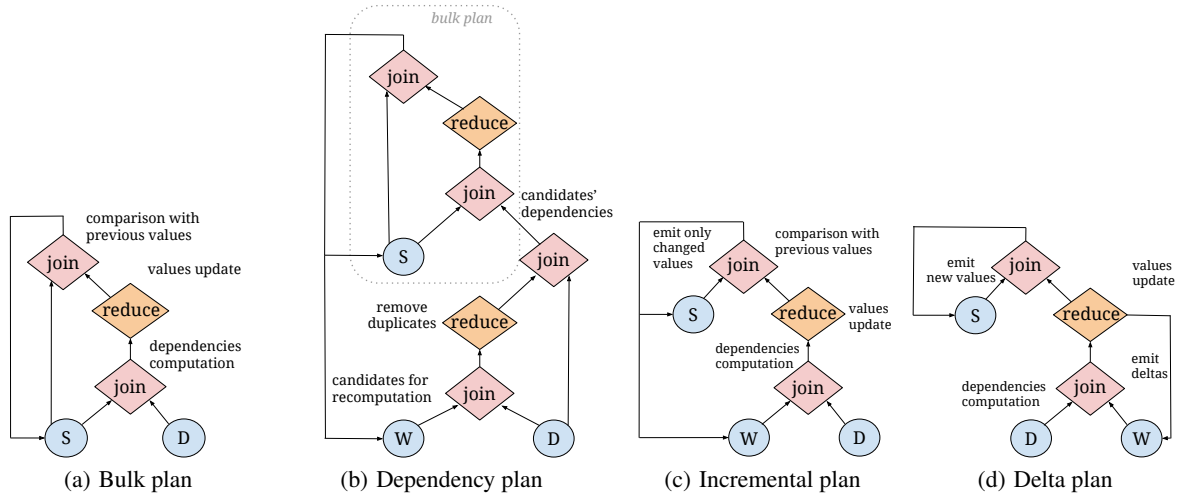 join
comparison with
previous values
values update
reduce
dependencies
computation
join
S
D
(a) Bulk plan
bulk plan
join
reduce
join
candidates'
dependencies
S
join
remove
duplicates
reduce
candidates for
recomputation
join
W
D
(b) Dependency plan
emit only
changed
values
comparison with
previous values
join
S
reduce
values
update
dependencies
computation
join
W
D
(c) Incremental plan
emit
new values
join
values
update
S
reduce
emit
deltas
dependencies
computation
join
D
W
(d) Delta plan